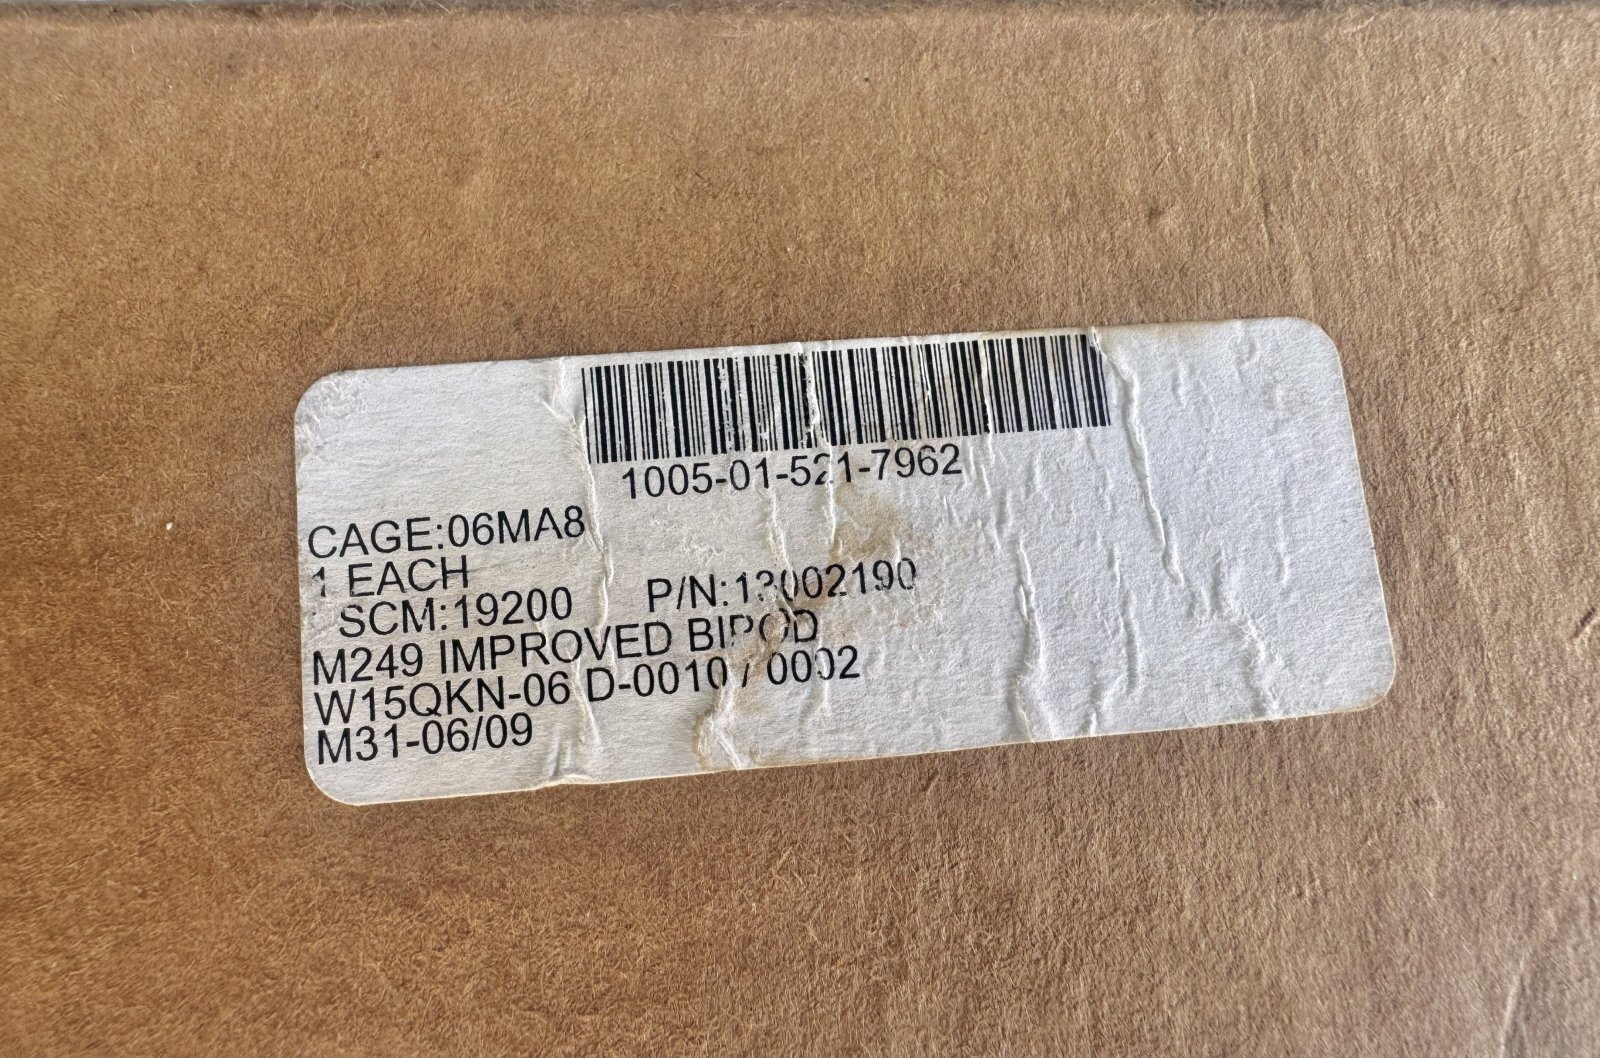 1005-01-521-7962
CAGE:06MA8
1 EACH
SCM:19200 P/N:13002190
M249 IMPROVED BIPOD
W15QKN-06 D-0010 / 0002
M31-06/09